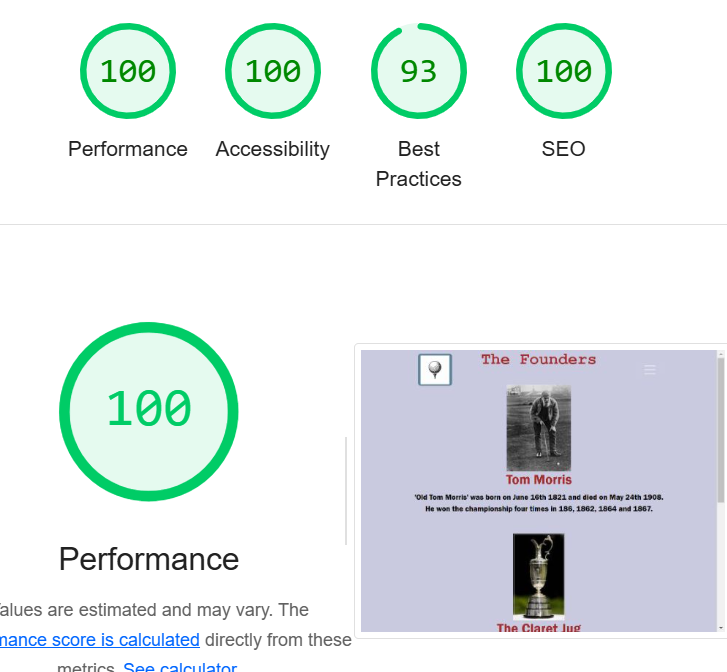 100
100
93
100
Performance
Accessibility
Best
Practices
SEO
100
Performance
alues are estimated and may vary. The
mance score is calculated directly from these
metrics. See calculator
The Founders
Tom Morris
'Old Tom Morris' was born on June 16th 1821 and died on May 24th 1908.
He won the championship four times in 186, 1862, 1864 and 1867.
The Claret Jug